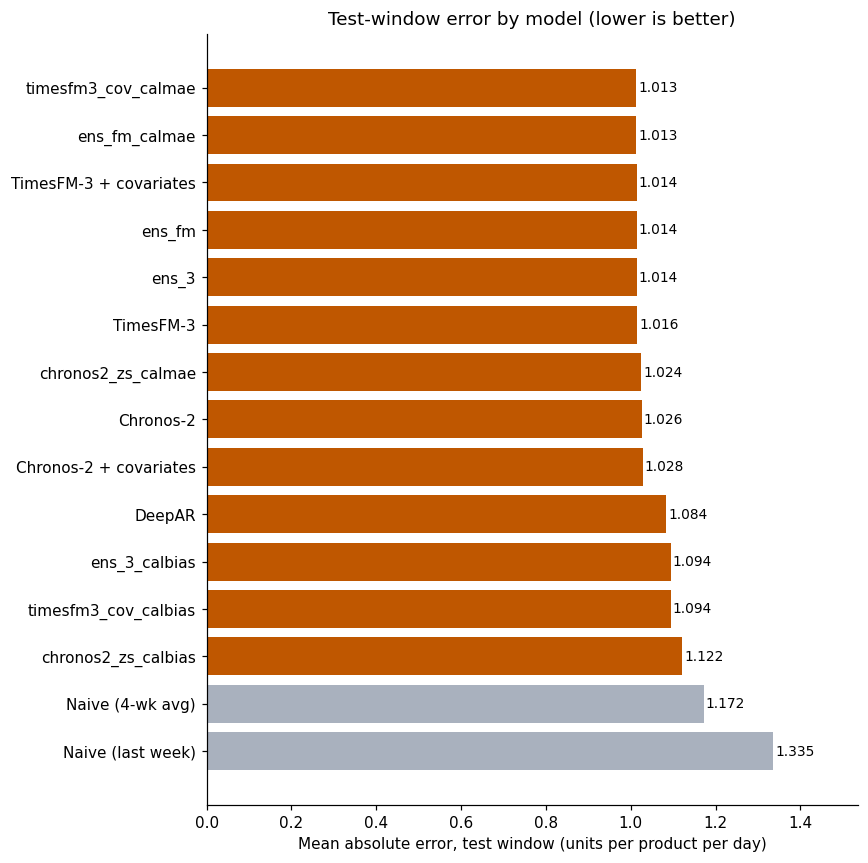 Test-window error by model (lower is better)
timesfm3_cov_calmae 1.013
ens_fm_calmae 1.013
TimesFM-3 + covariates 1.014
ens_fm 1.014
ens_3 1.014
TimesFM-3 1.016
chronos2_zs_calmae 1.024
Chronos-2 1.026
Chronos-2 + covariates 1.028
DeepAR 1.084
ens_3_calbias 1.094
timesfm3_cov_calbias 1.094
chronos2_zs_calbias 1.122
Naive (4-wk avg) 1.172
Naive (last week) 1.335
0.0 0.2 0.4 0.6 0.8 1.0 1.2 1.4
Mean absolute error, test window (units per product per day)